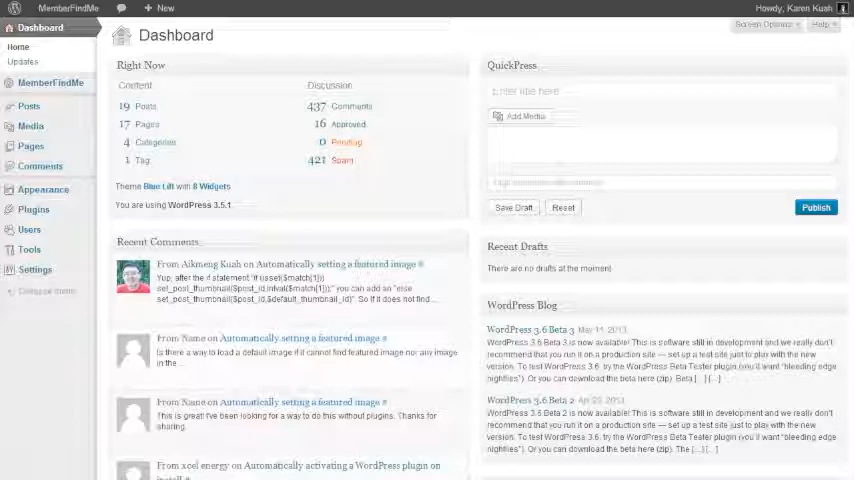 MemberFindMe
+ New
Howdy, Karen Kuah
Screen Options
Help
Dashboard
Home
Updates
MemberFindMe
Posts
Media
Pages
Comments
Appearance
Plugins
Users
Tools
Settings
Collapse menu
Dashboard
Right Now
Content
Discussion
19 Posts
437 Comments
17 Pages
16 Approved
4 Categories
0 Pending
1 Tag
421 Spam
Theme Blue Lift with 8 Widgets
You are using WordPress 3.5.1.
Recent Comments
From Aikmeng Kuah on Automatically setting a featured image #
Yup, after the if statement "if (isset($match[1]))
set_post_thumbnail($post_id,intval($match[1]));" you can add an "else
set_post_thumbnail($post_id,$default_thumbnail_id)". So if it does not find ...
From Name on Automatically setting a featured image #
Is there a way to load a default image if it cannot find featured image nor any image
in the ...
From Name on Automatically setting a featured image #
This is great! I've been looking for a way to do this without plugins. Thanks for
sharing.
From xcel energy on Automatically activating a WordPress plugin on
install #
QuickPress
Enter title here
Add Media
Save Draft
Reset
Publish
Recent Drafts
There are no drafts at the moment
WordPress Blog
WordPress 3.6 Beta 3 May 11, 2013
WordPress 3.6 Beta 3 is now available! This is software still in development and we really don't
recommend that you run it on a production site — set up a test site just to play with the new
version. To test WordPress 3.6, try the WordPress Beta Tester plugin (you'll want "bleeding edge
nightlies"). Or you can download the beta here (zip). Beta [...] [...]
WordPress 3.6 Beta 2 Apr 29, 2013
WordPress 3.6 Beta 2 is now available! This is software still in development and we really don't
recommend that you run it on a production site — set up a test site just to play with the new
version. To test WordPress 3.6, try the WordPress Beta Tester plugin (you'll want "bleeding edge
nightlies"). Or you can download the beta here (zip). The [...] [...]